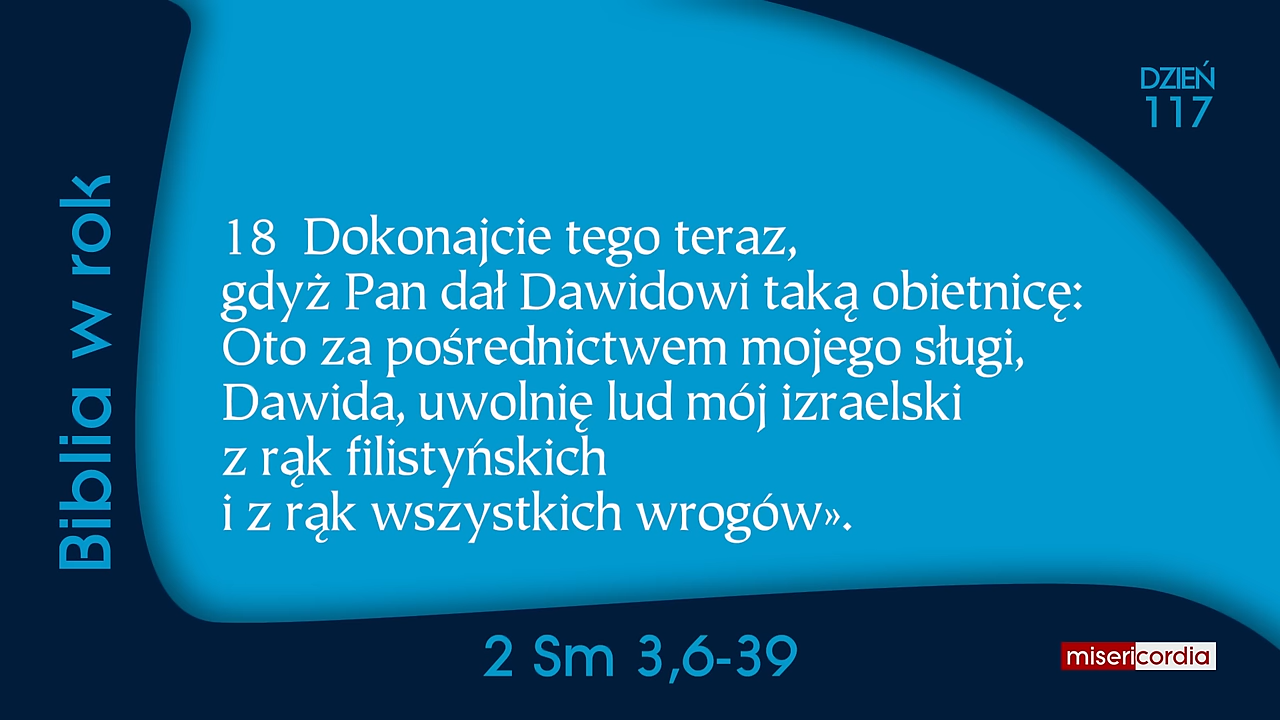 DZIEŃ
117
Biblia w rok
18 Dokonajcie tego teraz,
gdyż Pan dał Dawidowi taką obietnicę:
Oto za pośrednictwem mojego sługi,
Dawida, uwolnię lud mój izraelski
z rąk filistyńskich
i z rąk wszystkich wrogów».
2 Sm 3,6-39
misericordia